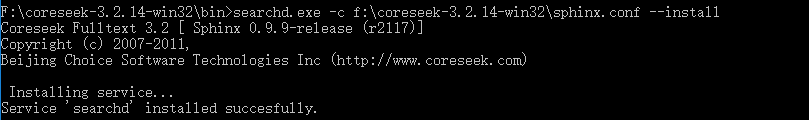 F:\coreseek-3.2.14-win32\bin>searchd.exe -c f:\coreseek-3.2.14-win32\sphinx.conf --install
Coreseek Fulltext 3.2 [ Sphinx 0.9.9-release (r2117)]
Copyright (c) 2007-2011,
Beijing Choice Software Technologies Inc (http://www.coreseek.com)
Installing service...
Service 'searchd' installed succesfully.